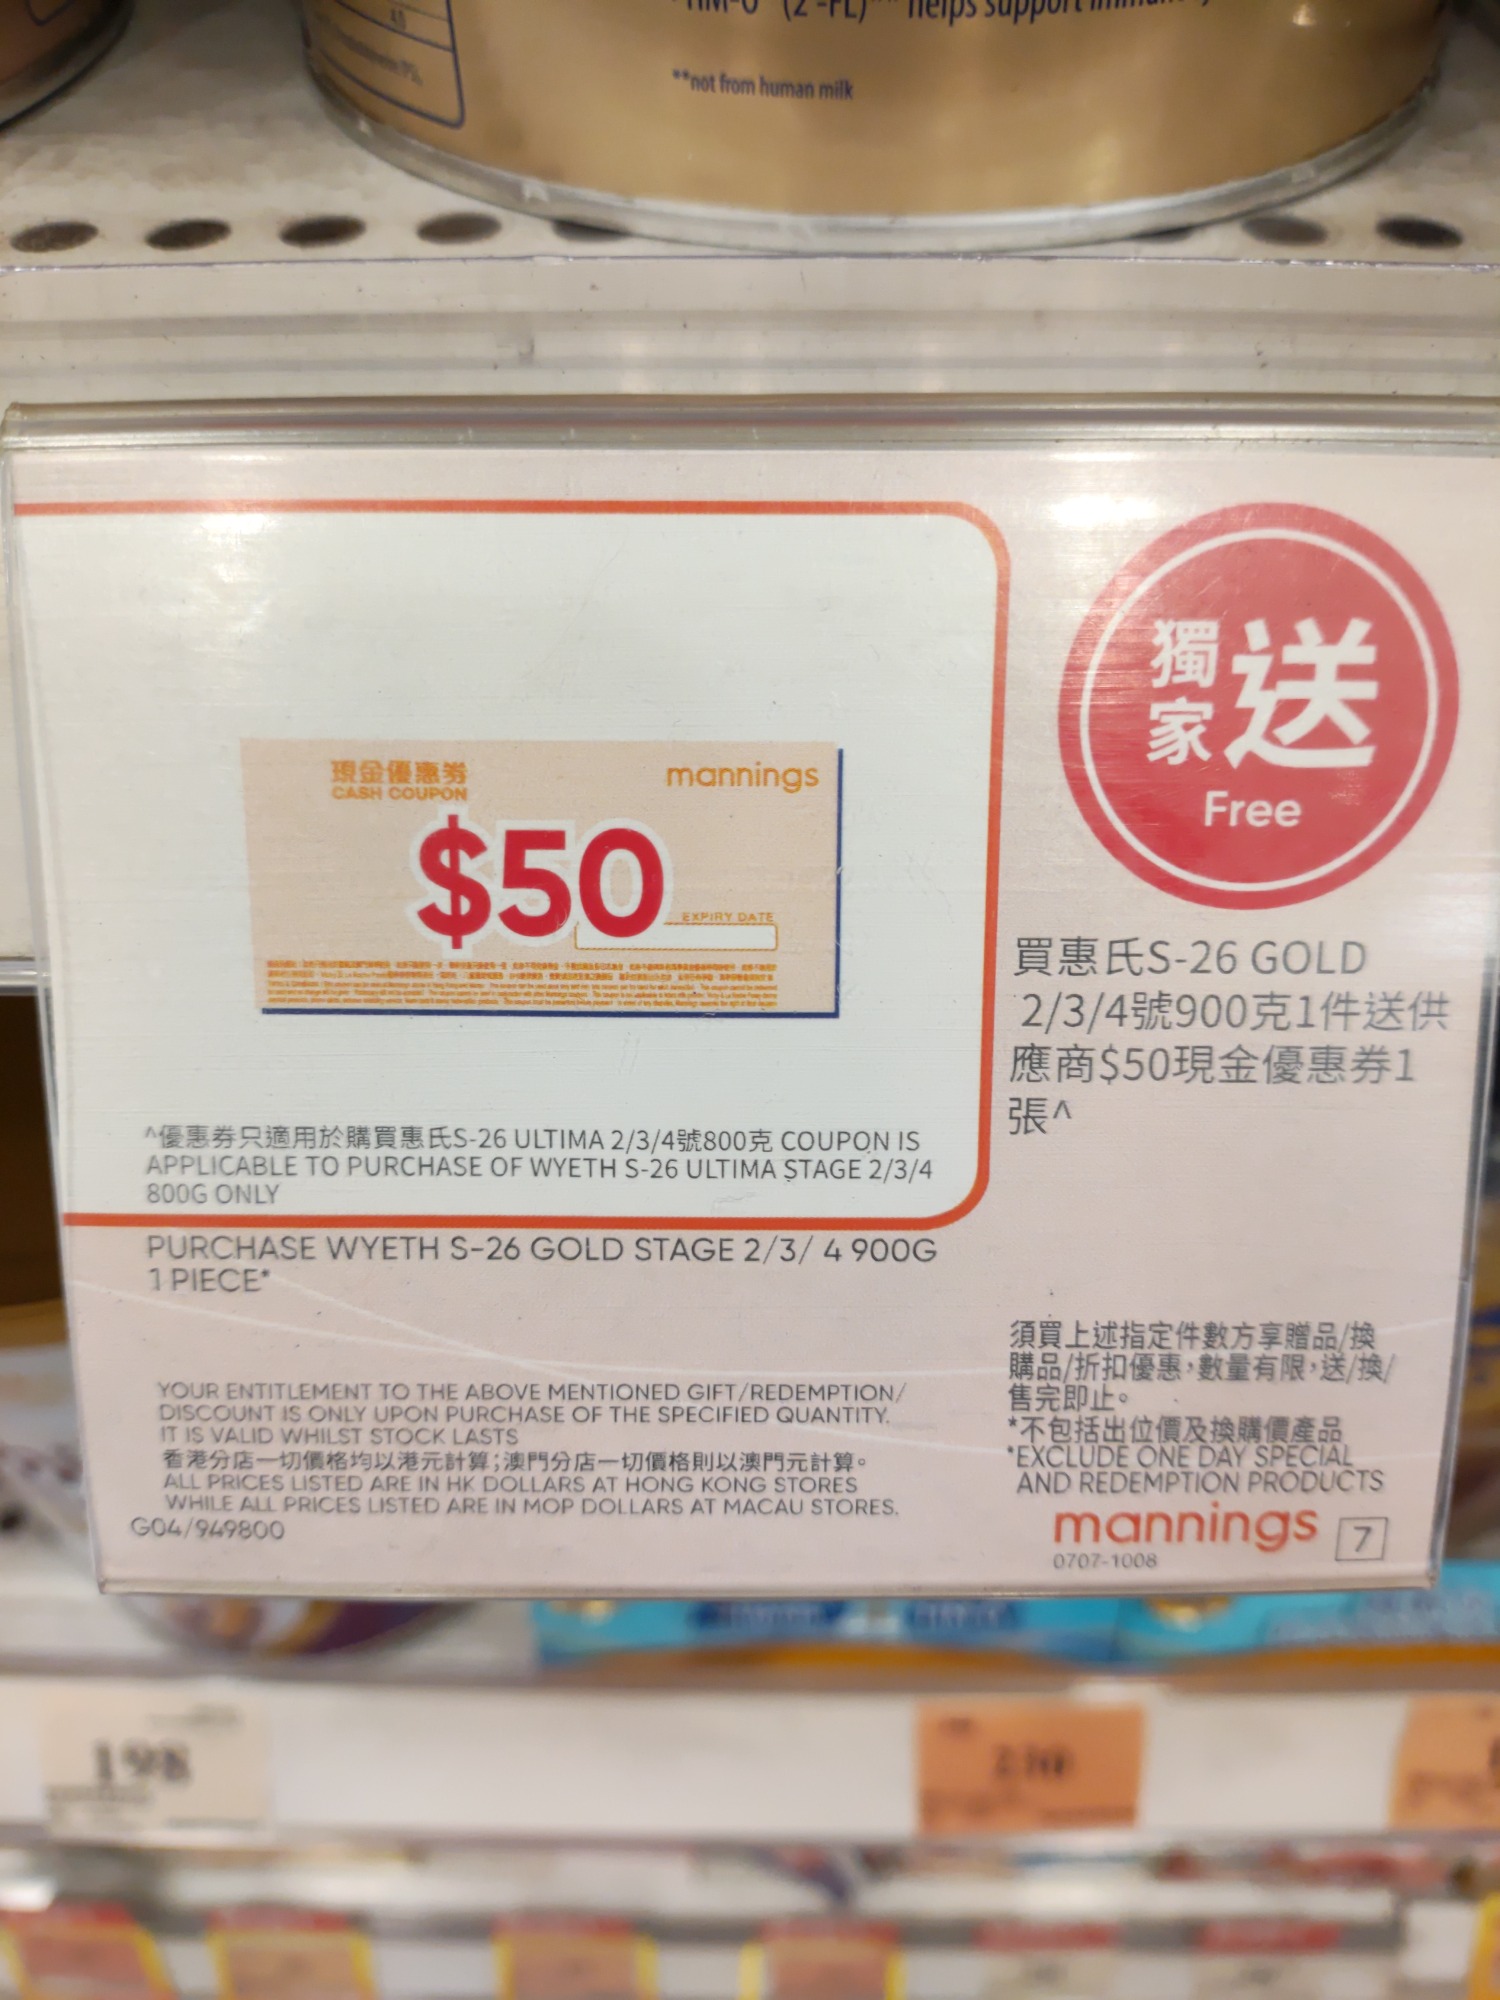 helps support
**not from human milk
獨家送
Free
現金優惠券
CASH COUPON
mannings
$50
EXPIRY DATE
買惠氏S-26 GOLD
2/3/4號900克1件送供
應商$50現金優惠券1
張^
^優惠券只適用於購買惠氏S-26 ULTIMA 2/3/4號800克 COUPON IS
APPLICABLE TO PURCHASE OF WYETH S-26 ULTIMA STAGE 2/3/4
800G ONLY
PURCHASE WYETH S-26 GOLD STAGE 2/3/ 4 900G
1 PIECE*
須買上述指定件數方享贈品/換
購品/折扣優惠,數量有限,送/換/
售完即止。
*不包括出位價及換購價產品
*EXCLUDE ONE DAY SPECIAL
AND REDEMPTION PRODUCTS
YOUR ENTITLEMENT TO THE ABOVE MENTIONED GIFT/REDEMPTION/
DISCOUNT IS ONLY UPON PURCHASE OF THE SPECIFIED QUANTITY.
IT IS VALID WHILST STOCK LASTS
香港分店一切價格均以港元計算;澳門分店一切價格則以澳門元計算。
ALL PRICES LISTED ARE IN HK DOLLARS AT HONG KONG STORES
WHILE ALL PRICES LISTED ARE IN MOP DOLLARS AT MACAU STORES.
G04/949800
mannings 7
0707-1008
198